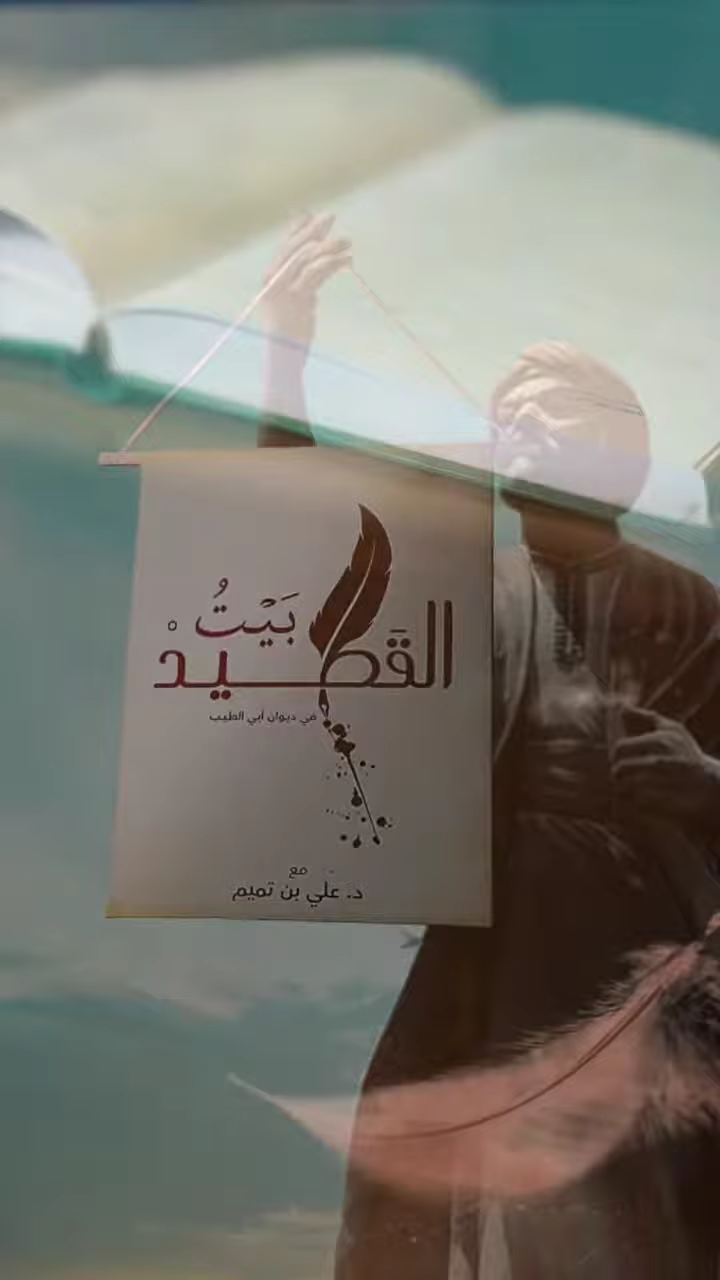 بَيْتُ
القَصِيدْ
في ديوان أبي الطيب
مع
د. علي بن تميم